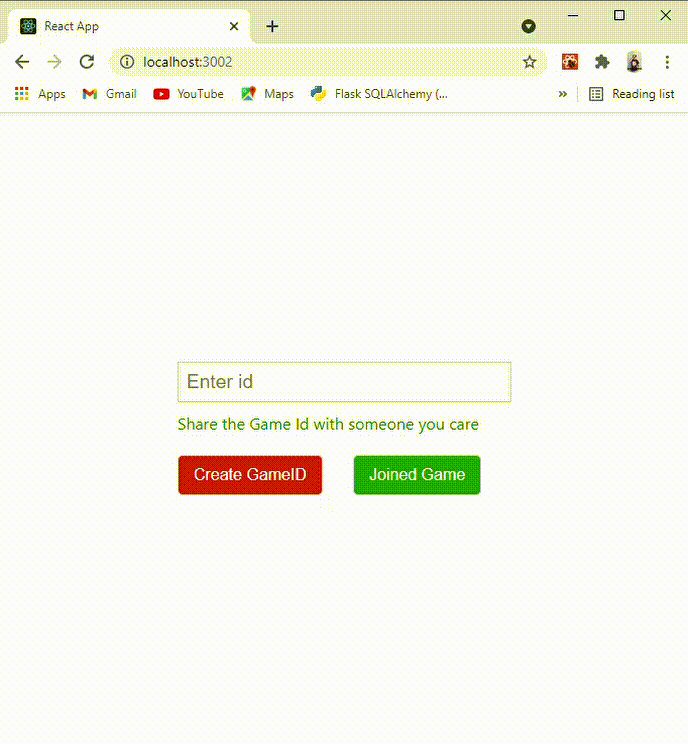 React App
localhost:3002
Apps Gmail YouTube Maps Flask SQLAlchemy (... » Reading list
Enter id
Share the Game Id with someone you care
Create GameID Joined Game